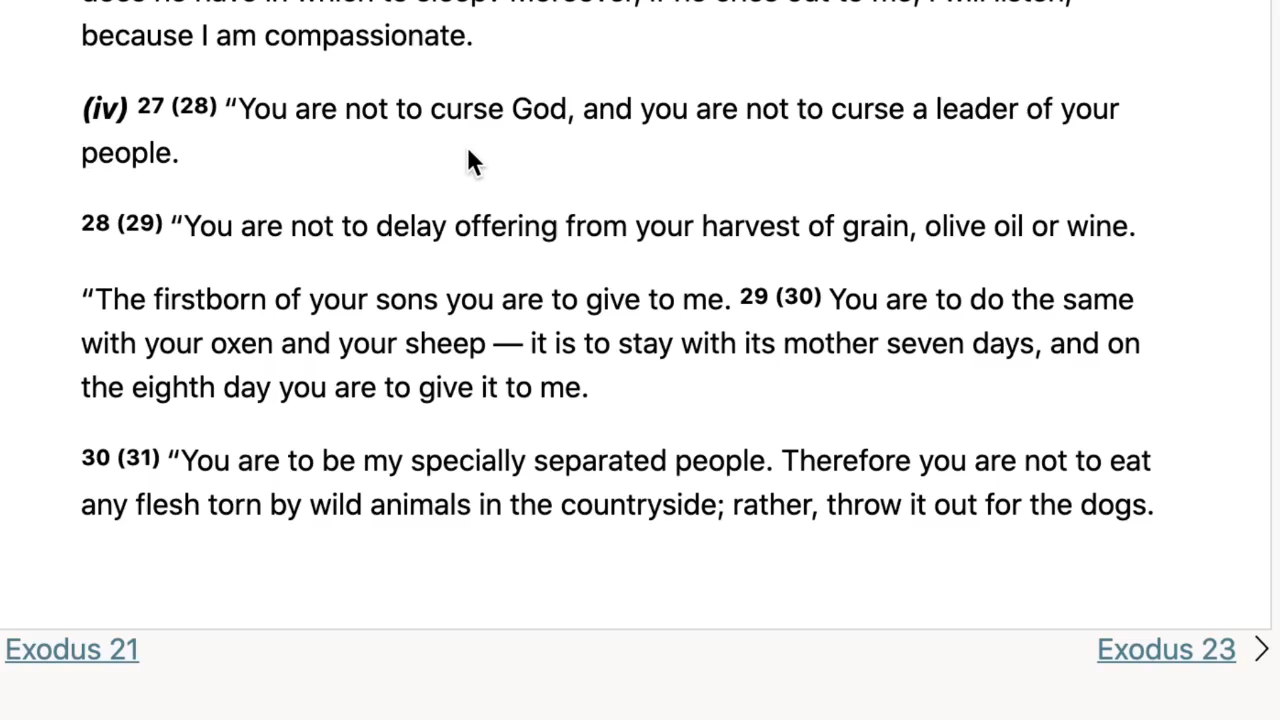 because I am compassionate.
(iv) 27 (28) “You are not to curse God, and you are not to curse a leader of your
people.
28 (29) “You are not to delay offering from your harvest of grain, olive oil or wine.
“The firstborn of your sons you are to give to me. 29 (30) You are to do the same
with your oxen and your sheep — it is to stay with its mother seven days, and on
the eighth day you are to give it to me.
30 (31) “You are to be my specially separated people. Therefore you are not to eat
any flesh torn by wild animals in the countryside; rather, throw it out for the dogs.
Exodus 21
Exodus 23